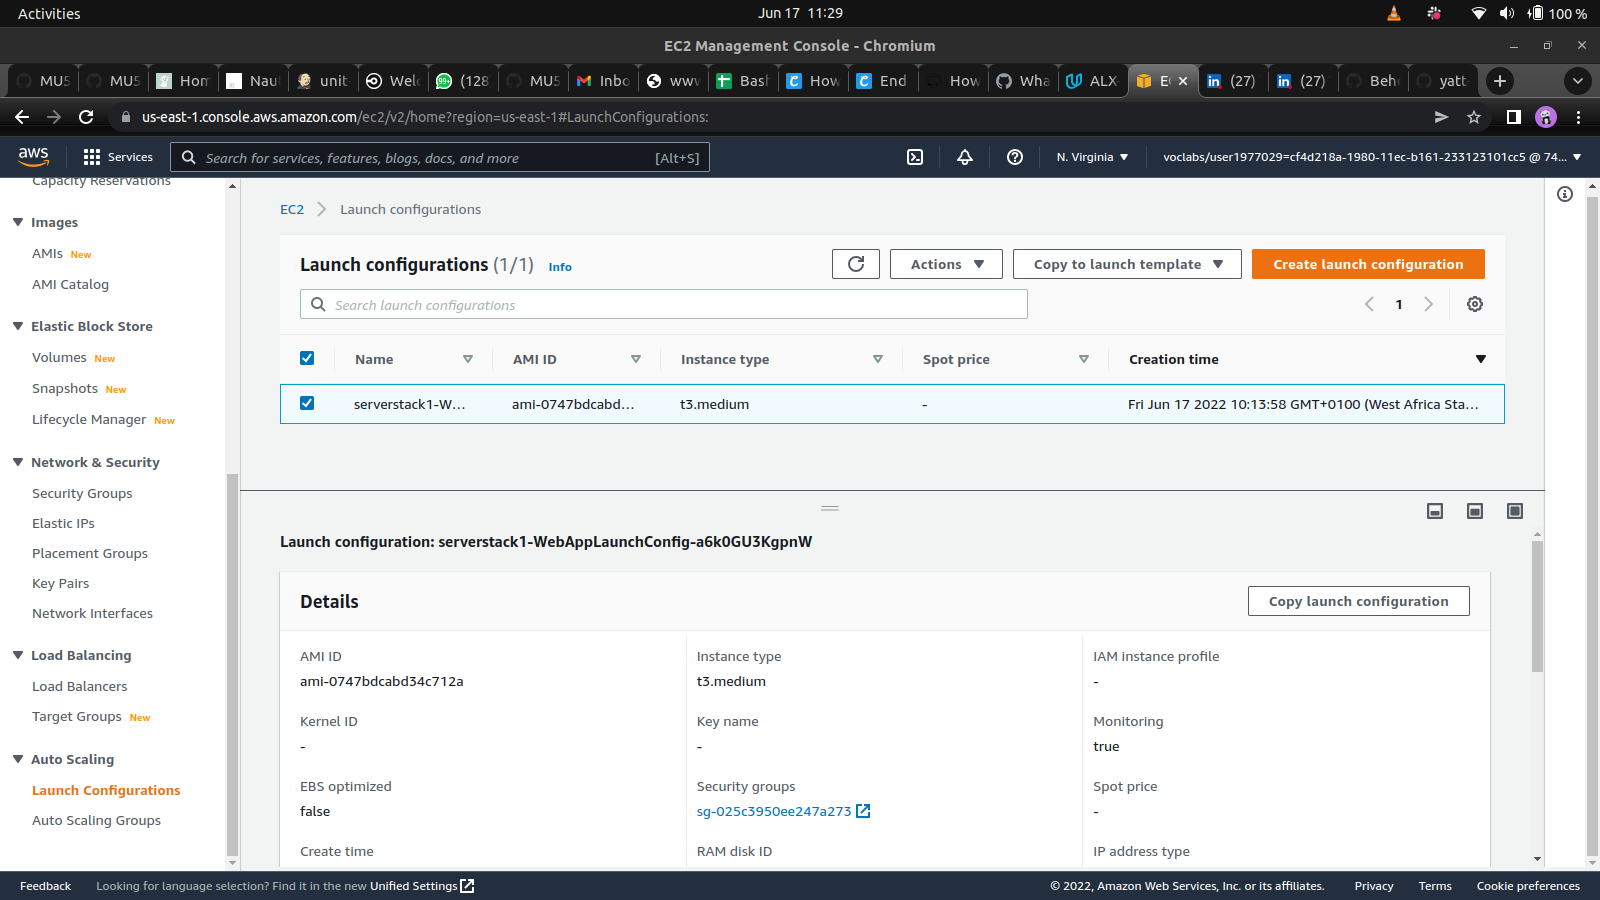 Activities
Jun 17 11:29
100 %
EC2 Management Console - Chromium
MU5
MU5
Hom
Nau
unit
Welc
(128
MU5
Inbo
www
Bash
How
End
How
Wha
ALX
EC
(27)
(27)
Behe
yatt
us-east-1.console.aws.amazon.com/ec2/v2/home?region=us-east-1#LaunchConfigurations:
aws
Services
Search for services, features, blogs, docs, and more
[Alt+S]
N. Virginia
voclabs/user1977029=cf4d218a-1980-11ec-b161-233123101cc5 @ 74...
Capacity Reservations
Images
AMIs New
AMI Catalog
Elastic Block Store
Volumes New
Snapshots New
Lifecycle Manager New
Network & Security
Security Groups
Elastic IPs
Placement Groups
Key Pairs
Network Interfaces
Load Balancing
Load Balancers
Target Groups New
Auto Scaling
Launch Configurations
Auto Scaling Groups
EC2
Launch configurations
Launch configurations (1/1) Info
Actions
Copy to launch template
Create launch configuration
Search launch configurations
1
Name
AMI ID
Instance type
Spot price
Creation time
serverstack1-W...
ami-0747bdcabd...
t3.medium
-
Fri Jun 17 2022 10:13:58 GMT+0100 (West Africa Sta...
Launch configuration: serverstack1-WebAppLaunchConfig-a6k0GU3KgpnW
Details
Copy launch configuration
AMI ID
ami-0747bdcabd34c712a
Instance type
t3.medium
IAM instance profile
-
Kernel ID
-
Key name
-
Monitoring
true
EBS optimized
false
Security groups
sg-025c3950ee247a273
Spot price
-
Create time
RAM disk ID
IP address type
Feedback
Looking for language selection? Find it in the new Unified Settings
© 2022, Amazon Web Services, Inc. or its affiliates.
Privacy
Terms
Cookie preferences